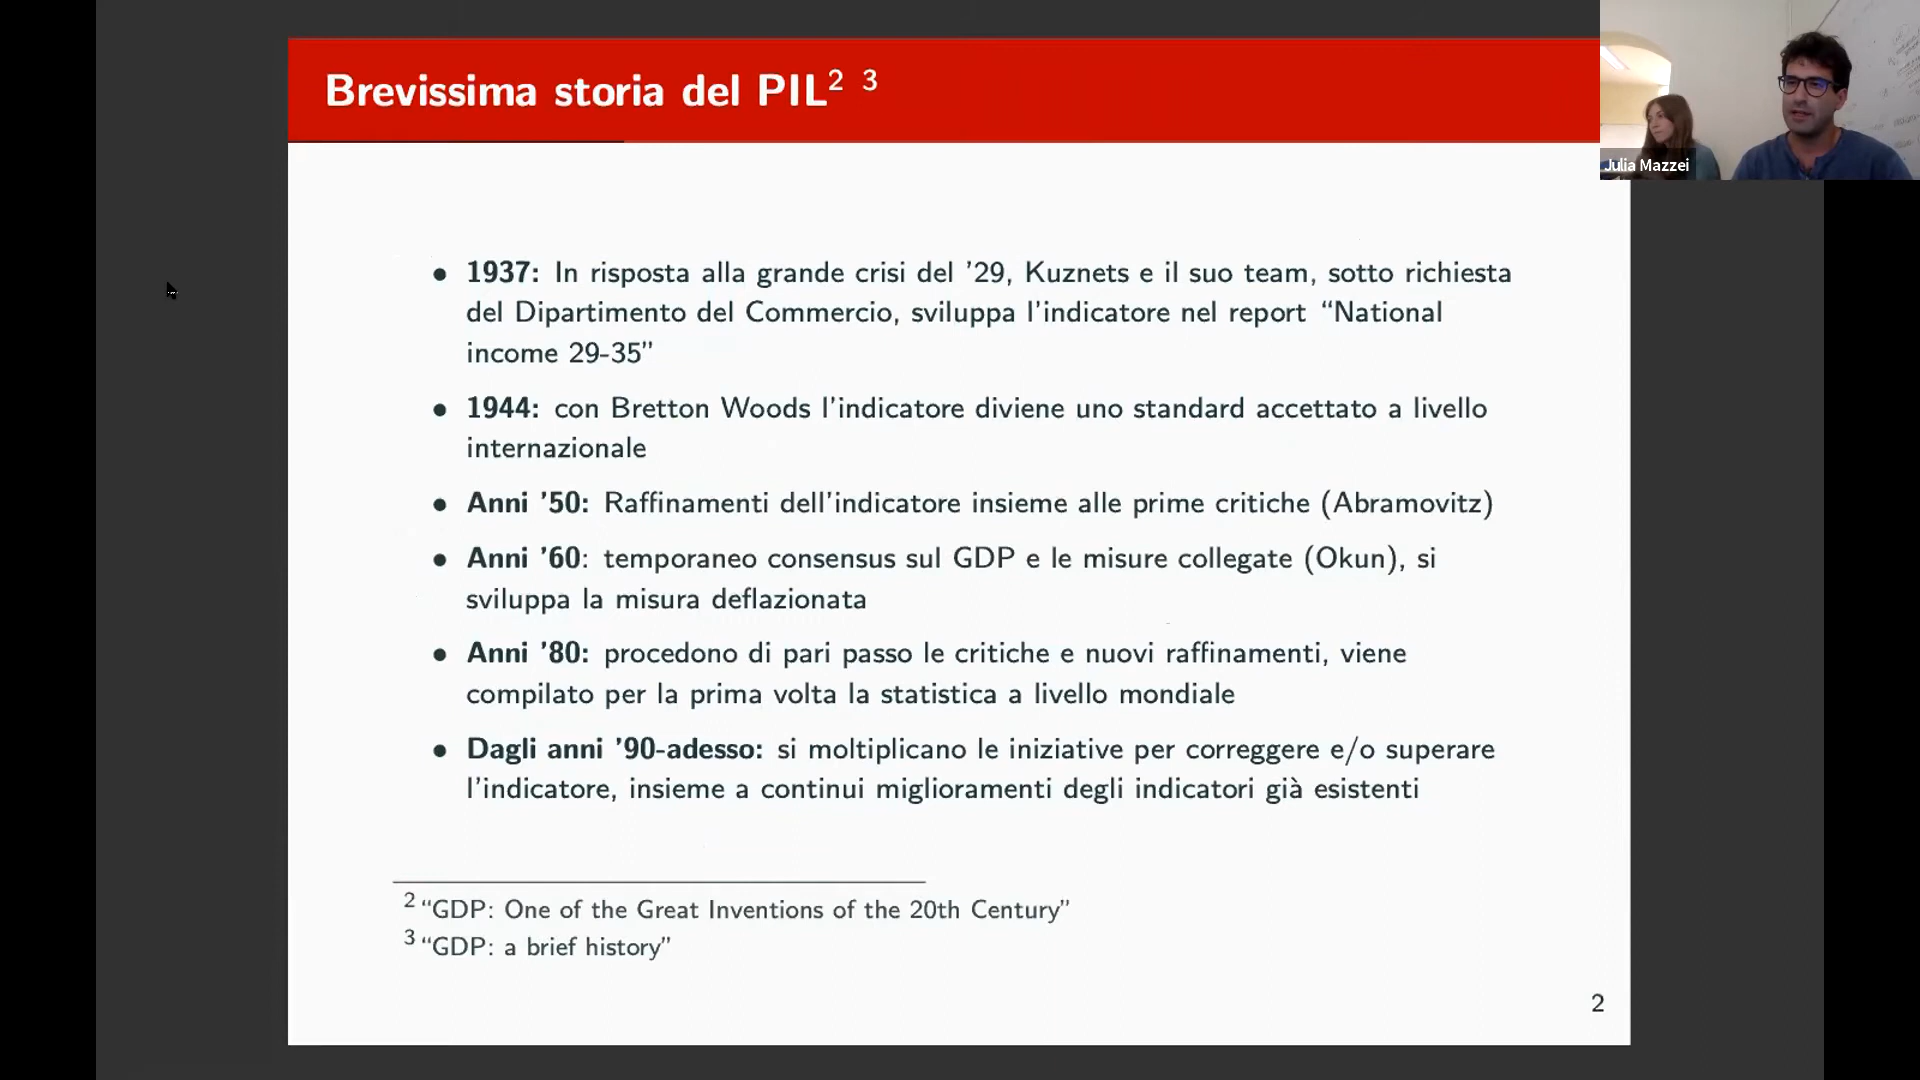 Brevissima storia del PIL2 3
Julia Mazzei
• 1937: In risposta alla grande crisi del ’29, Kuznets e il suo team, sotto richiesta
del Dipartimento del Commercio, sviluppa l’indicatore nel report “National
income 29-35”
• 1944: con Bretton Woods l’indicatore diviene uno standard accettato a livello
internazionale
• Anni ’50: Raffinamenti dell’indicatore insieme alle prime critiche (Abramovitz)
• Anni ’60: temporaneo consensus sul GDP e le misure collegate (Okun), si
sviluppa la misura deflazionata
• Anni ’80: procedono di pari passo le critiche e nuovi raffinamenti, viene
compilato per la prima volta la statistica a livello mondiale
• Dagli anni ’90-adesso: si moltiplicano le iniziative per correggere e/o superare
l’indicatore, insieme a continui miglioramenti degli indicatori già esistenti
2 “GDP: One of the Great Inventions of the 20th Century”
3 “GDP: a brief history”
2